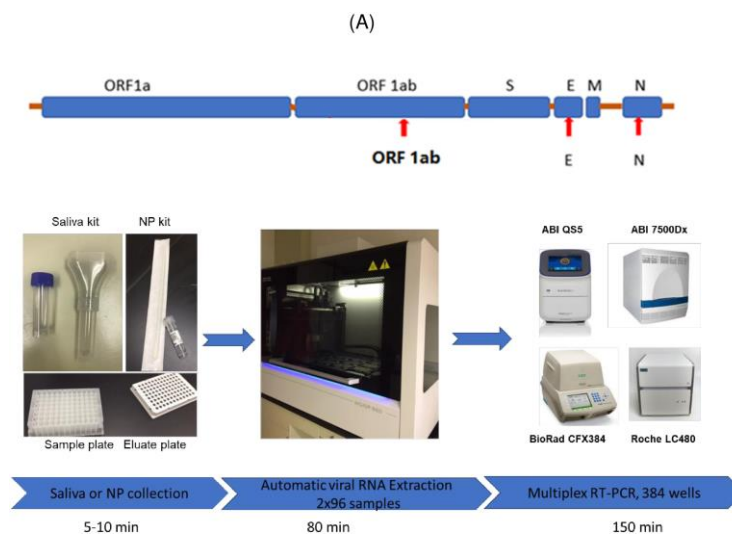 (A)
ORF1a ORF 1ab S E M N
ORF 1ab E N
Saliva kit NP kit
ABI QS5 ABI 7500Dx
Sample plate Eluate plate
BioRad CFX384 Roche LC480
Saliva or NP collection
Automatic viral RNA Extraction
2x96 samples
Multiplex RT-PCR, 384 wells
5-10 min 80 min 150 min